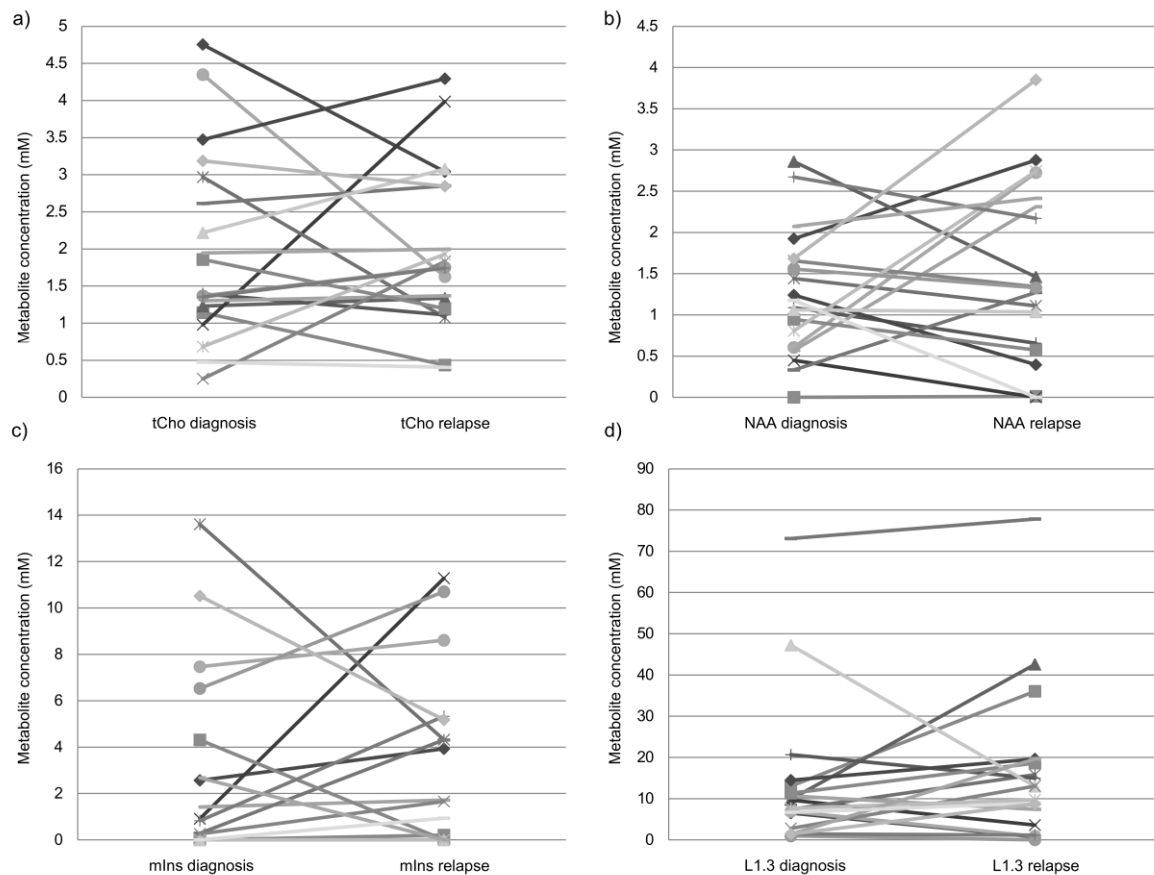 a)
Metabolite concentration (mM)
5
4.5
4
3.5
3
2.5
2
1.5
1
0.5
0
tCho diagnosis
tCho relapse
b)
Metabolite concentration (mM)
4.5
4
3.5
3
2.5
2
1.5
1
0.5
0
NAA diagnosis
NAA relapse
c)
Metabolite concentration (mM)
16
14
12
10
8
6
4
2
0
mIns diagnosis
mIns relapse
d)
Metabolite concentration (mM)
90
80
70
60
50
40
30
20
10
0
L1.3 diagnosis
L1.3 relapse